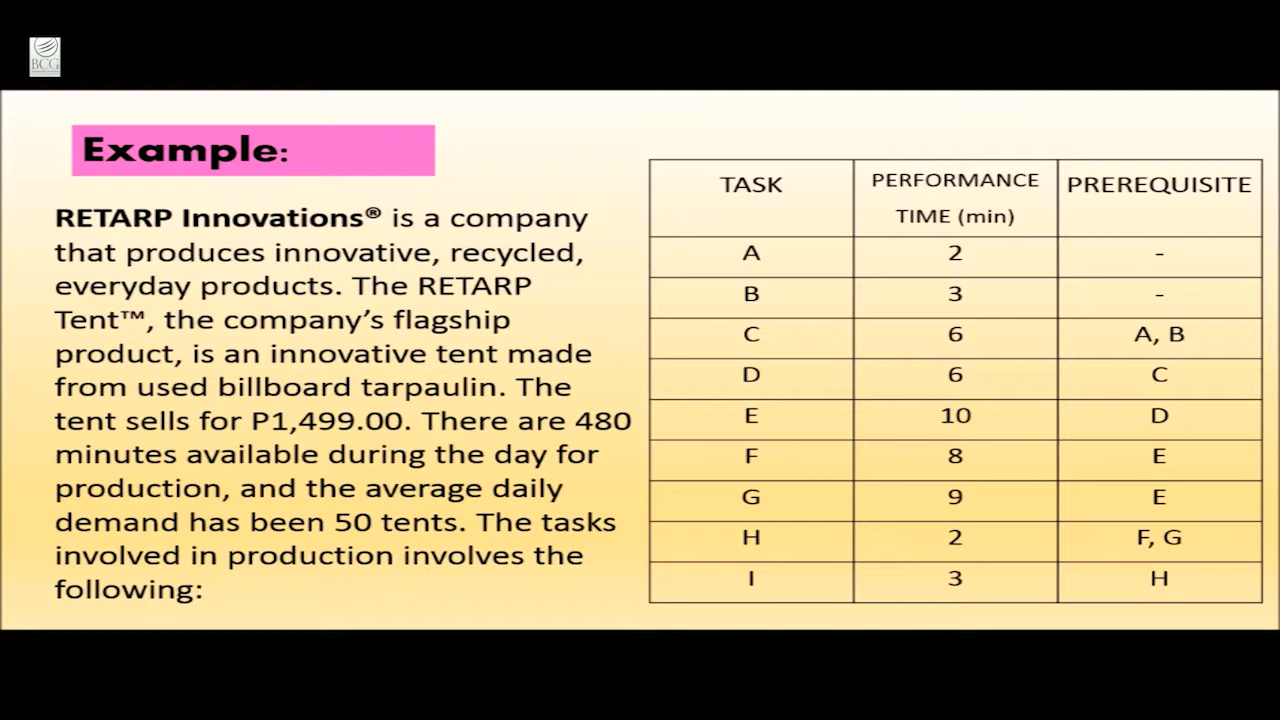 BCG
Example:
RETARP Innovations® is a company
that produces innovative, recycled,
everyday products. The RETARP
Tent™, the company’s flagship
product, is an innovative tent made
from used billboard tarpaulin. The
tent sells for P1,499.00. There are 480
minutes available during the day for
production, and the average daily
demand has been 50 tents. The tasks
involved in production involves the
following:
TASK PERFORMANCE TIME (min) PREREQUISITE
A 2 -
B 3 -
C 6 A, B
D 6 C
E 10 D
F 8 E
G 9 E
H 2 F, G
I 3 H